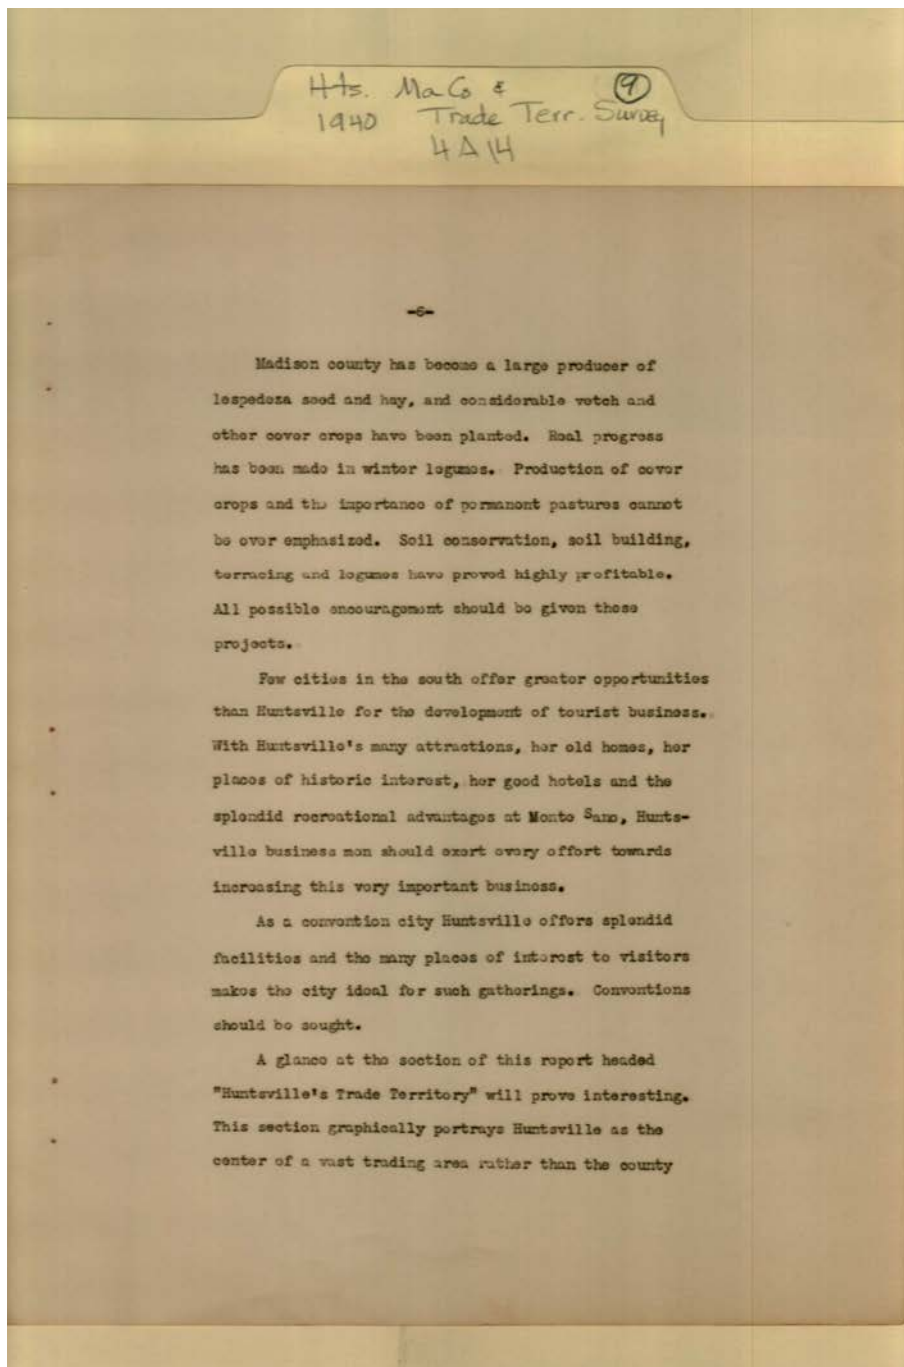 Hts. Ma Co & 9
1940 Trade Terr. Survey
4A14
-6-
Madison county has become a large producer of
lespedeza seed and hay, and considerable vetch and
other cover crops have been planted. Real progress
has been made in winter legumes. Production of cover
crops and the importance of permanent pastures cannot
be over emphasized. Soil conservation, soil building,
terracing and legumes have proved highly profitable.
All possible encouragement should be given these
projects.
Few cities in the south offer greater opportunities
than Huntsville for the development of tourist business.
With Huntsville's many attractions, her old homes, her
places of historic interest, her good hotels and the
splendid recreational advantages at Monte Sano, Hunts-
ville business men should exert every effort towards
increasing this very important business.
As a convention city Huntsville offers splendid
facilities and the many places of interest to visitors
makes the city ideal for such gatherings. Conventions
should be sought.
A glance at the section of this report headed
"Huntsville's Trade Territory" will prove interesting.
This section graphically portrays Huntsville as the
center of a vast trading area rather than the county